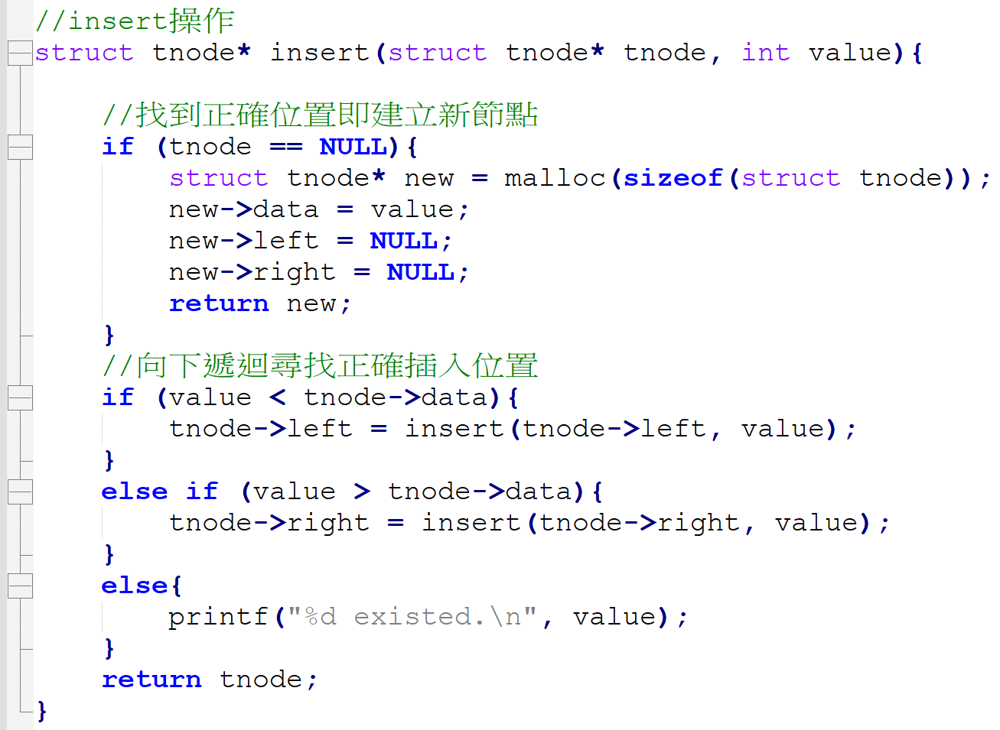 //insert操作
struct tnode* insert(struct tnode* tnode, int value){
//找到正確位置即建立新節點
if (tnode == NULL){
struct tnode* new = malloc(sizeof(struct tnode));
new->data = value;
new->left = NULL;
new->right = NULL;
return new;
}
//向下遞迴尋找正確插入位置
if (value < tnode->data){
tnode->left = insert(tnode->left, value);
}
else if (value > tnode->data){
tnode->right = insert(tnode->right, value);
}
else{
printf("%d existed.\n", value);
}
return tnode;
}